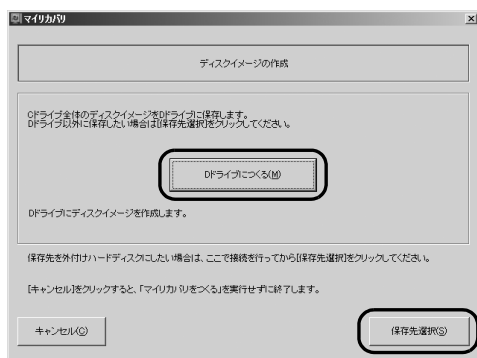 マイリカバリ
ディスクイメージの作成
Cドライブ全体のディスクイメージをDドライブに保存します。
Dドライブ以外に保存したい場合は[保存先選択]をクリックしてください。
Dドライブにつくる(M)
Dドライブにディスクイメージを作成します。
保存先を外付けハードディスクにしたい場合は、ここで接続を行ってから[保存先選択]をクリックしてください。
[キャンセル]をクリックすると、「マイリカバリをつくる」を実行せずに終了します。
キャンセル(C)
保存先選択(S)